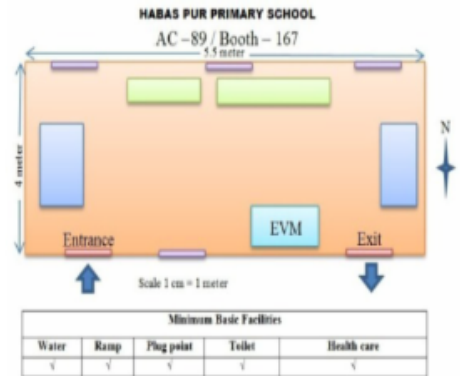 HABAS PUR PRIMARY SCHOOL
AC – 89 / Booth – 167
5.5 meter
4 meter
N
EVM
Entrance
Exit
Scale 1 cm = 1 meter
Minimum Basic Facilities
Water Ramp Plug point Toilet Health care
√ √ √ √ √